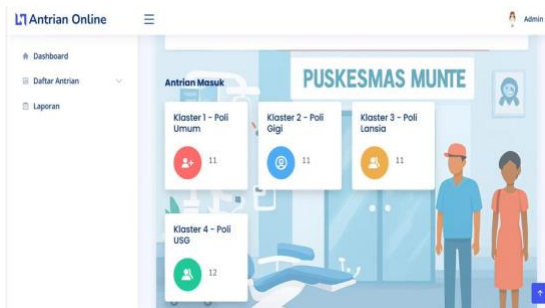 Antrian Online
Admin
Dashboard
Daftar Antrian
Laporan
Antrian Masuk
PUSKESMAS MUNTE
Klaster 1 - Poli
Umum
11
Klaster 2 - Poli
Gigi
11
Klaster 3 - Poli
Lansia
11
Klaster 4 - Poli
USG
12